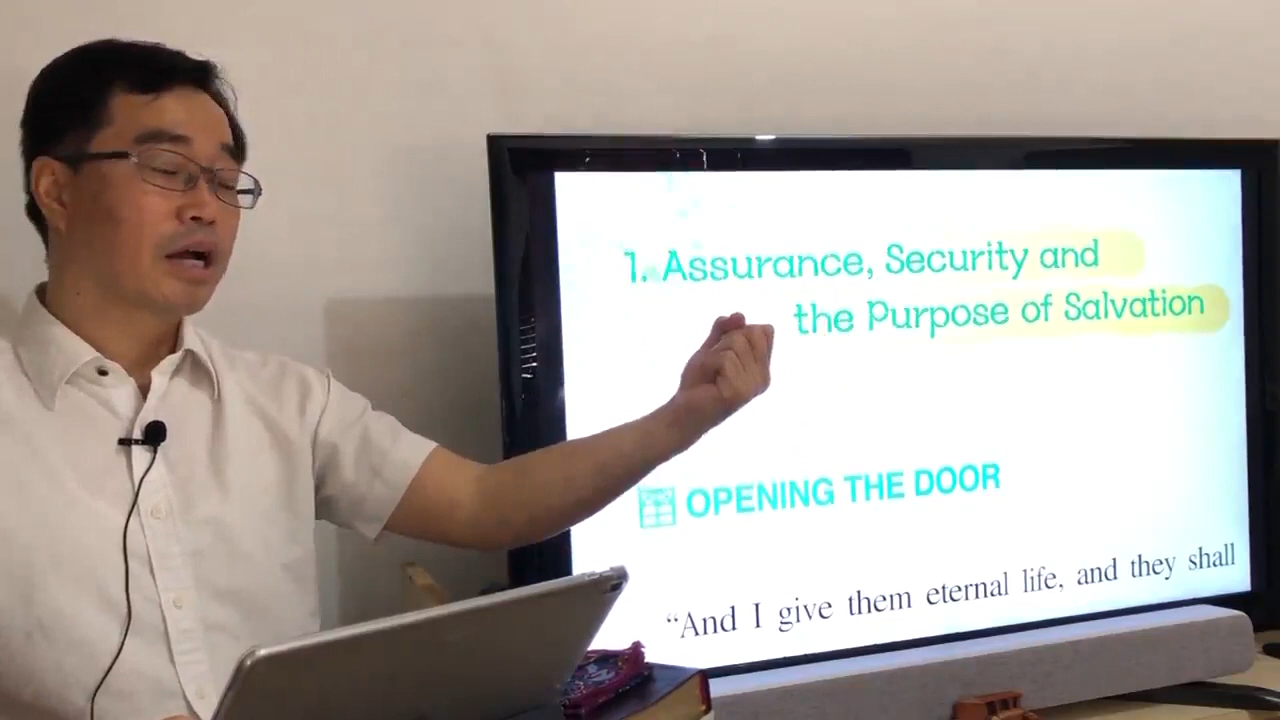 1. Assurance, Security and
the Purpose of Salvation
OPENING THE DOOR
“And I give them eternal life, and they shall